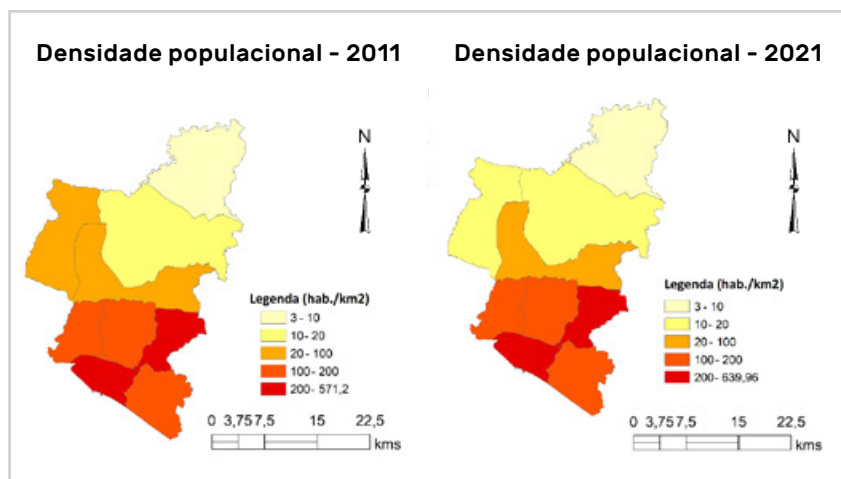 Densidade populacional - 2011
N
Legenda (hab./km2)
3 - 10
10 - 20
20 - 100
100 - 200
200 - 571,2
0 3,75 7,5 15 22,5
kms
Densidade populacional - 2021
N
Legenda (hab./km2)
3 - 10
10 - 20
20 - 100
100 - 200
200 - 639,96
0 3,75 7,5 15 22,5
kms